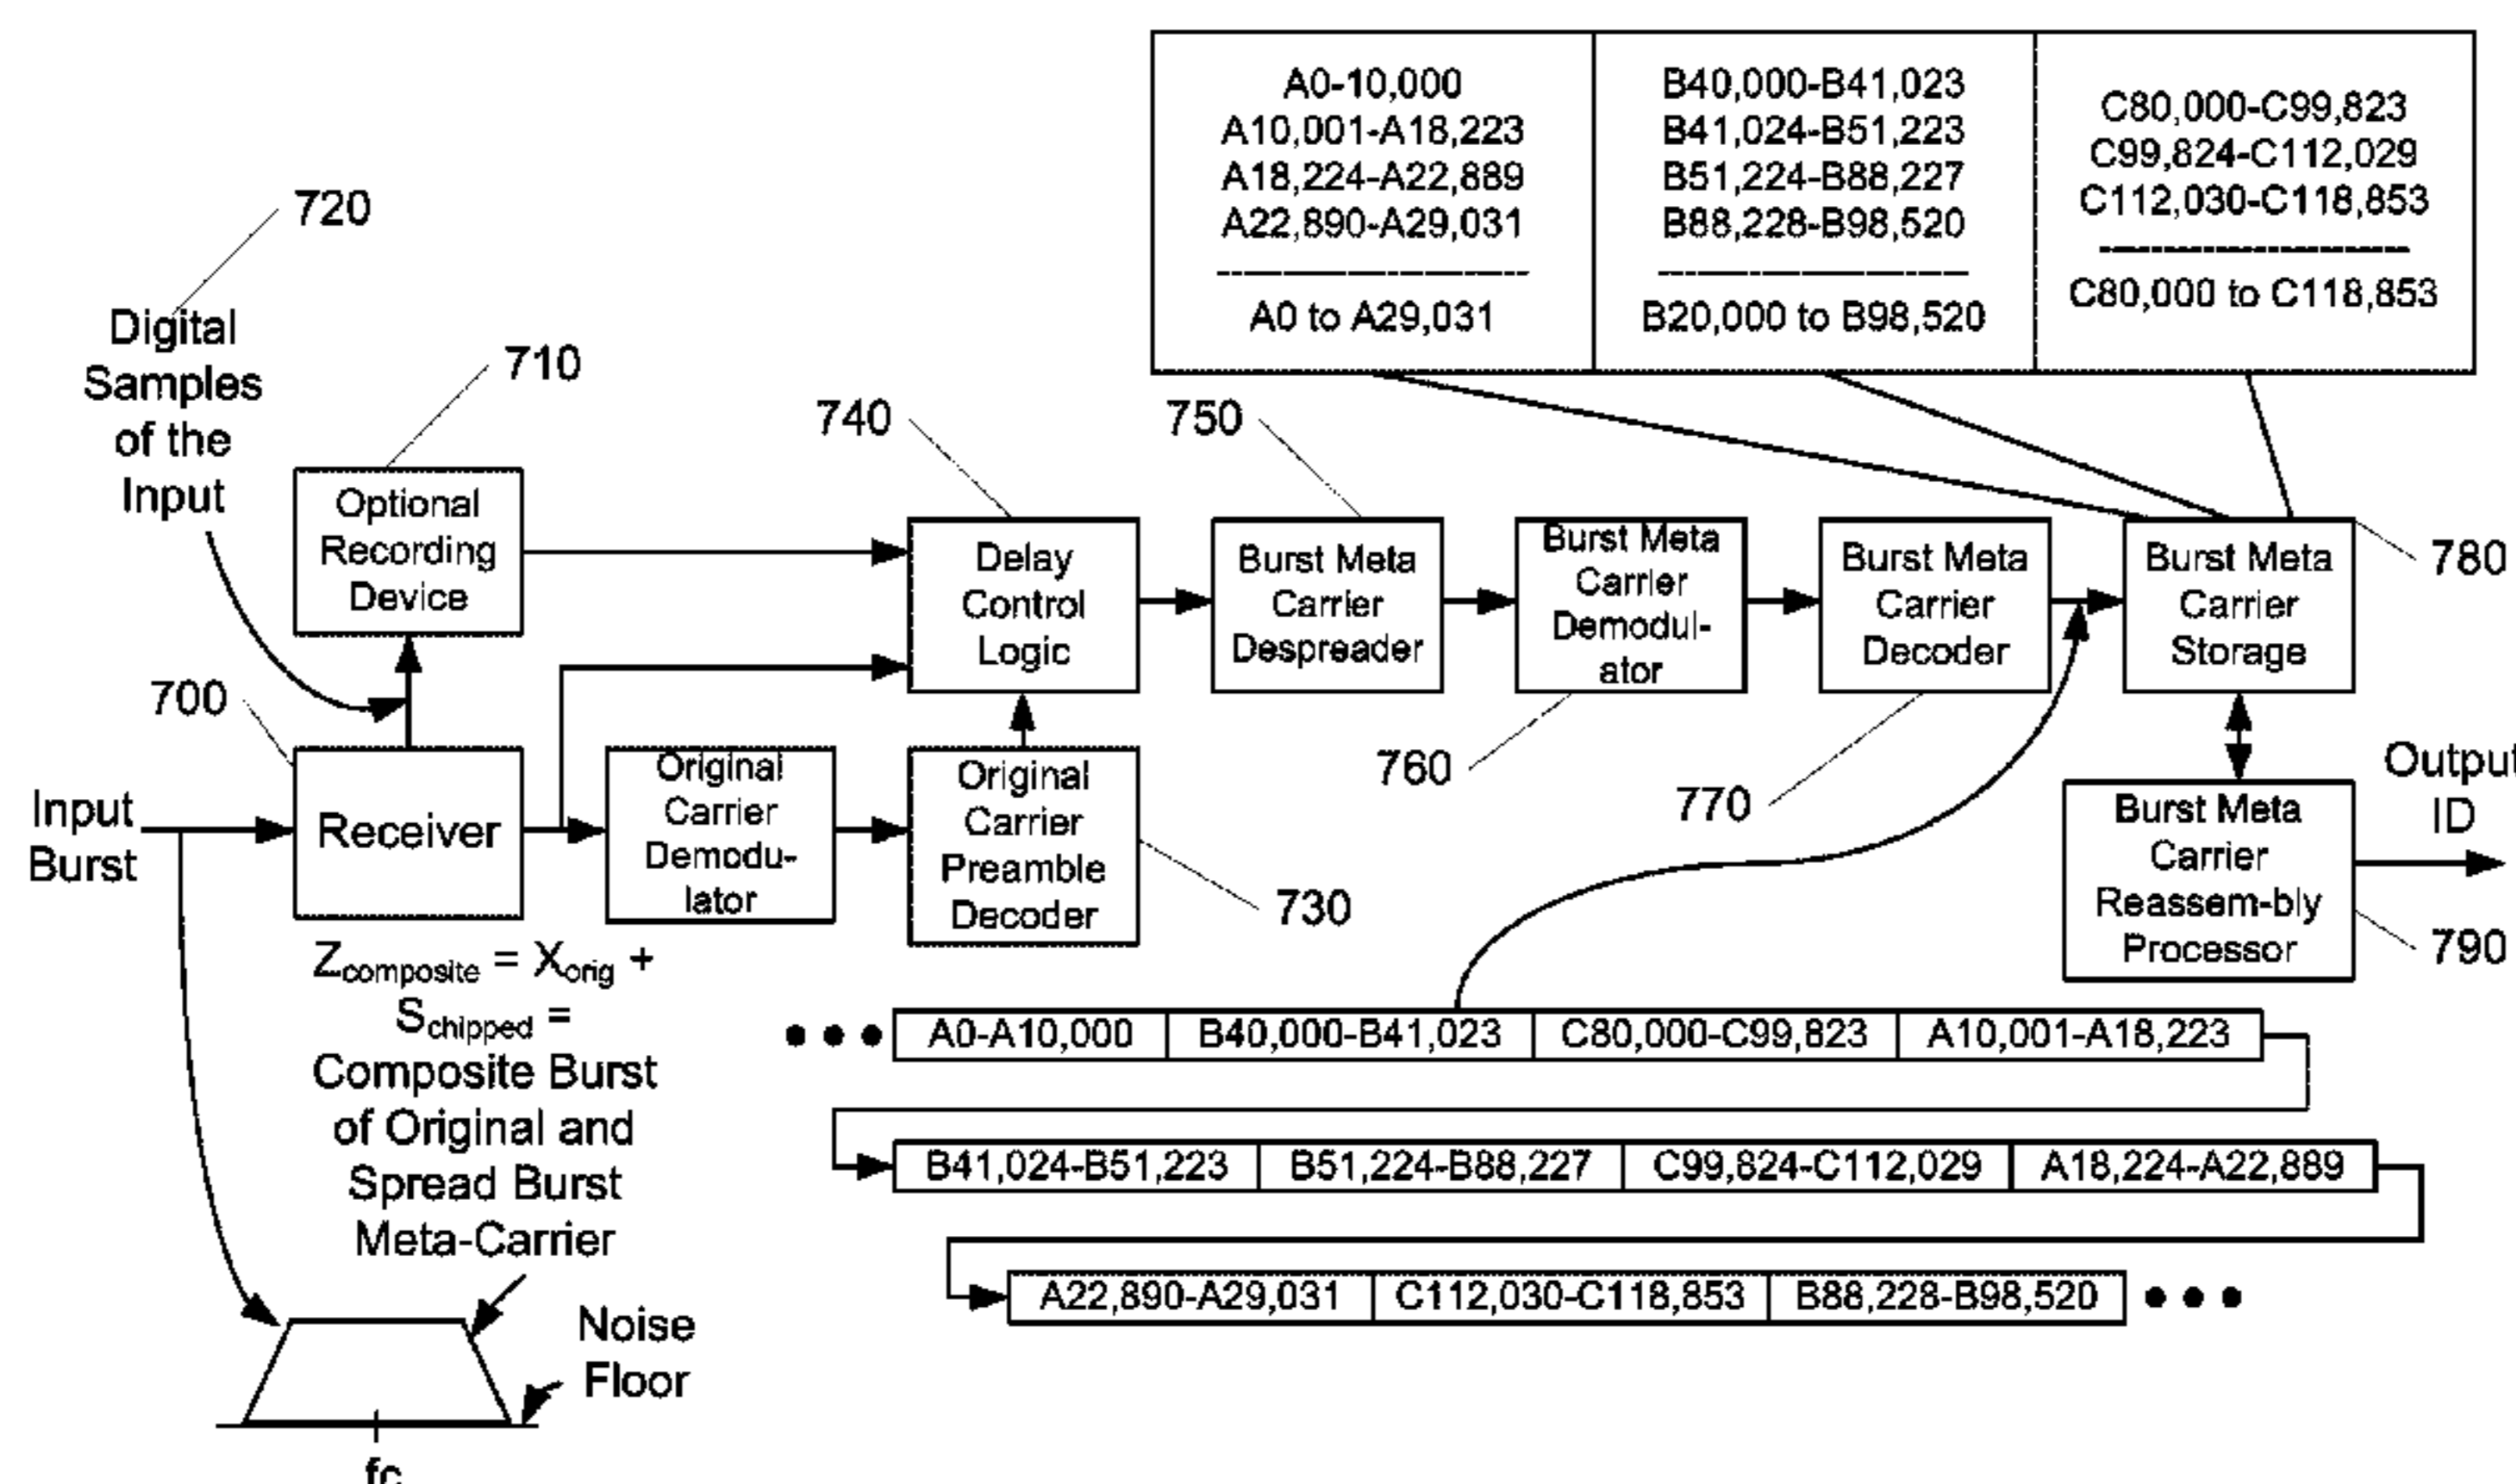 A0-10,000
A10,001-A18,223
A18,224-A22,889
A22,890-A29,031
-----------------------
A0 to A29,031
B40,000-B41,023
B41,024-B51,223
B51,224-B88,227
B88,228-B98,520
-----------------------
B20,000 to B98,520
C80,000-C99,823
C99,824-C112,029
C112,030-C118,853
-----------------------
C80,000 to C118,853
720
Digital
Samples
of the
Input
710
Optional
Recording
Device
740
Delay
Control
Logic
750
Burst Meta
Carrier
Despreader
Burst Meta
Carrier
Demodul-
ator
760
Burst Meta
Carrier
Decoder
770
Burst Meta
Carrier
Storage
780
700
Input
Burst
Receiver
Original
Carrier
Demodu-
lator
Original
Carrier
Preamble
Decoder
730
Burst Meta
Carrier
Reassem-bly
Processor
790
Output
ID
Zcomposite = Xorig +
Schipped =
Composite Burst
of Original and
Spread Burst
Meta-Carrier
Noise
Floor
fc
A0-A10,000 B40,000-B41,023 C80,000-C99,823 A10,001-A18,223
B41,024-B51,223 B51,224-B88,227 C99,824-C112,029 A18,224-A22,889
A22,890-A29,031 C112,030-C118,853 B88,228-B98,520